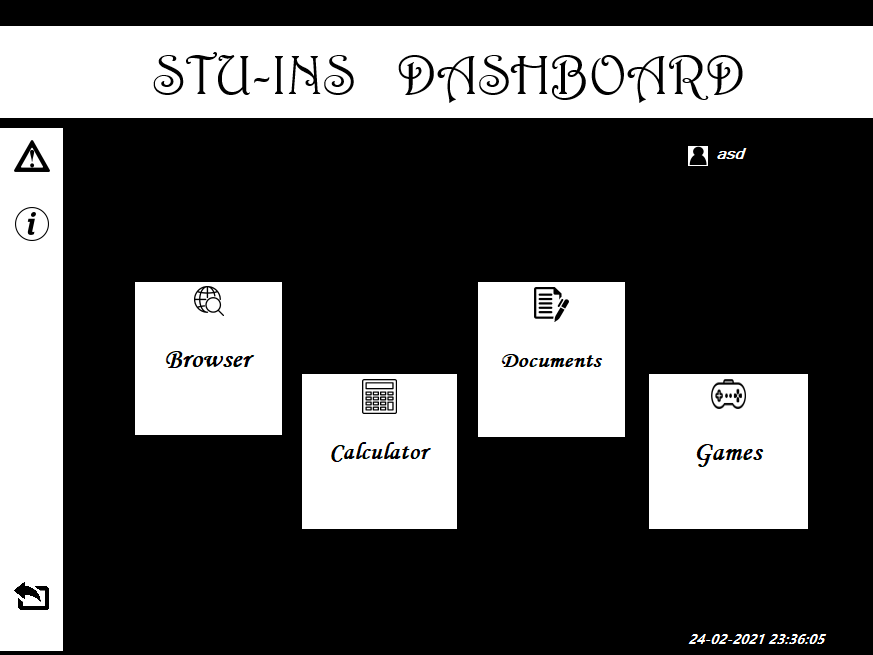 STU-INS DASHBOARD
asd
Browser
Documents
Calculator
Games
24-02-2021 23:36:05